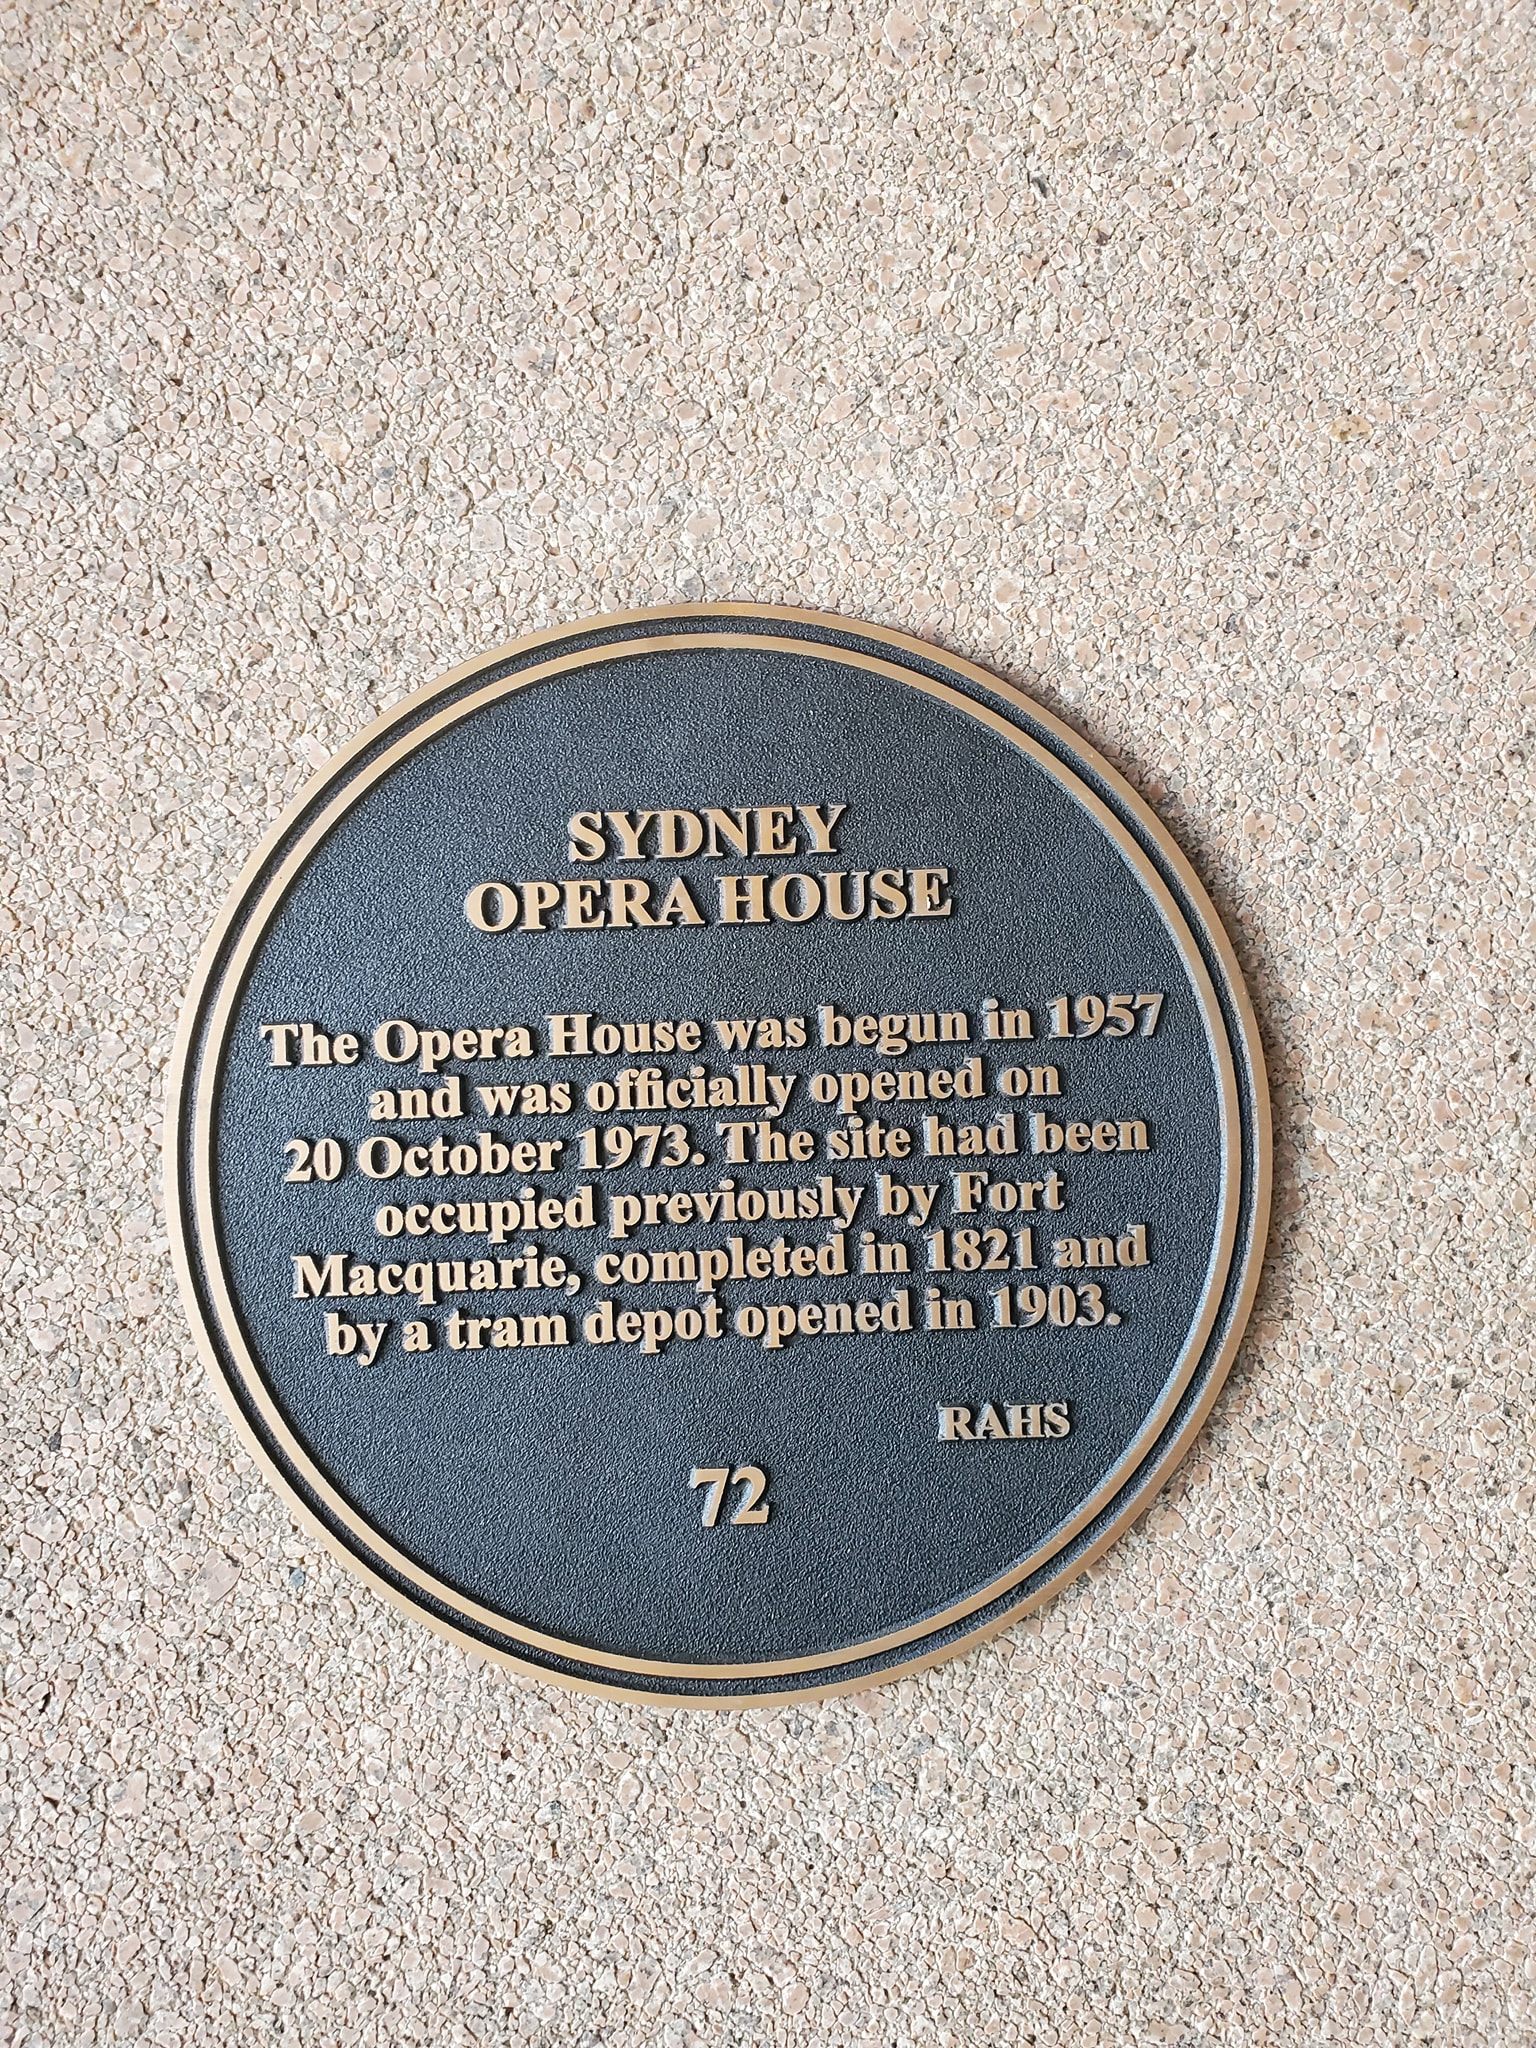 SYDNEY
OPERA HOUSE
The Opera House was begun in 1957
and was officially opened on
20 October 1973. The site had been
occupied previously by Fort
Macquarie, completed in 1821 and
by a tram depot opened in 1903.
RAHS
72